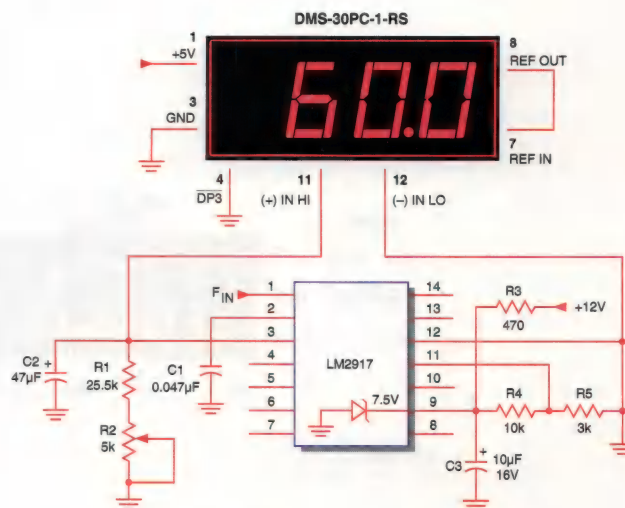 DMS-30PC-1-RS
1
+5V
60.0
8
REF OUT
3
GND
7
REF IN
4
DP3
11
(+) IN HI
12
(–) IN LO
FIN
1
14
R3
470
+12V
2
13
3
12
C2
+
47µF
R1
25.5k
C1
0.047µF
4
LM2917
11
5
10
R2
5k
6
7.5V
9
R4
10k
R5
3k
7
8
C3
+
10µF
16V